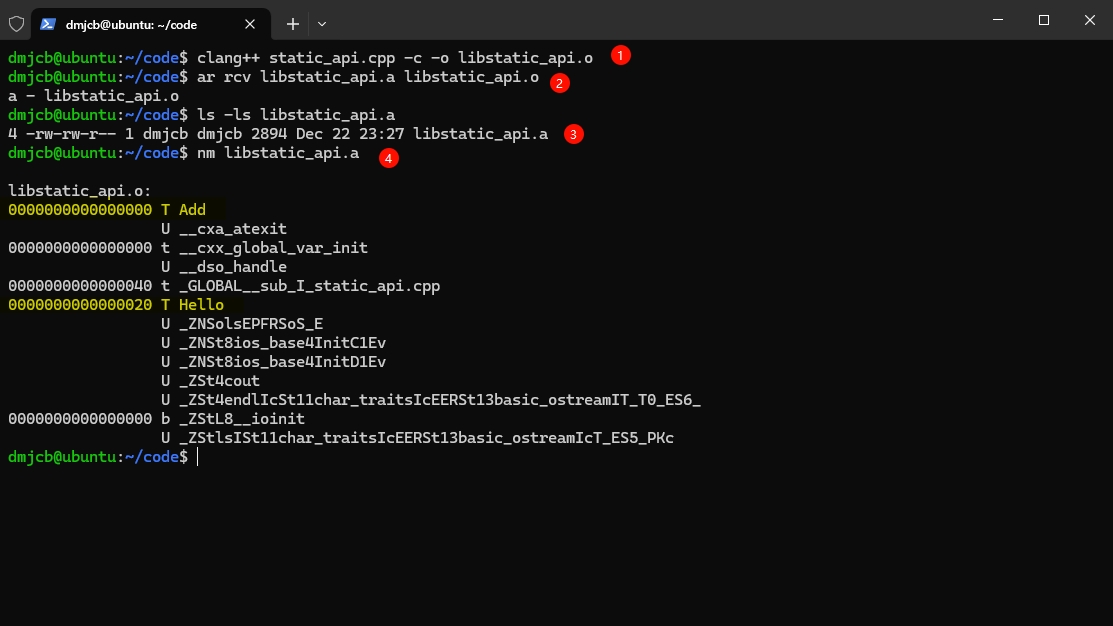 dmjcb@ubuntu: ~/code
dmjcb@ubuntu:~/code$ clang++ static_api.cpp -c -o libstatic_api.o 1
dmjcb@ubuntu:~/code$ ar rcv libstatic_api.a libstatic_api.o 2
a - libstatic_api.o
dmjcb@ubuntu:~/code$ ls -ls libstatic_api.a
4 -rw-rw-r-- 1 dmjcb dmjcb 2894 Dec 22 23:27 libstatic_api.a 3
dmjcb@ubuntu:~/code$ nm libstatic_api.a 4
libstatic_api.o:
0000000000000000 T Add
U __cxa_atexit
0000000000000000 t __cxx_global_var_init
U __dso_handle
0000000000000040 t _GLOBAL__sub_I_static_api.cpp
0000000000000020 T Hello
U _ZNSolsEPFRSoS_E
U _ZNSt8ios_base4InitC1Ev
U _ZNSt8ios_base4InitD1Ev
U _ZSt4cout
U _ZSt4endlIcSt11char_traitsIcEERSt13basic_ostreamIT_T0_ES6_
0000000000000000 b _ZStL8__ioinit
U _ZStlsISt11char_traitsIcEERSt13basic_ostreamIcT_ES5_PKc
dmjcb@ubuntu:~/code$